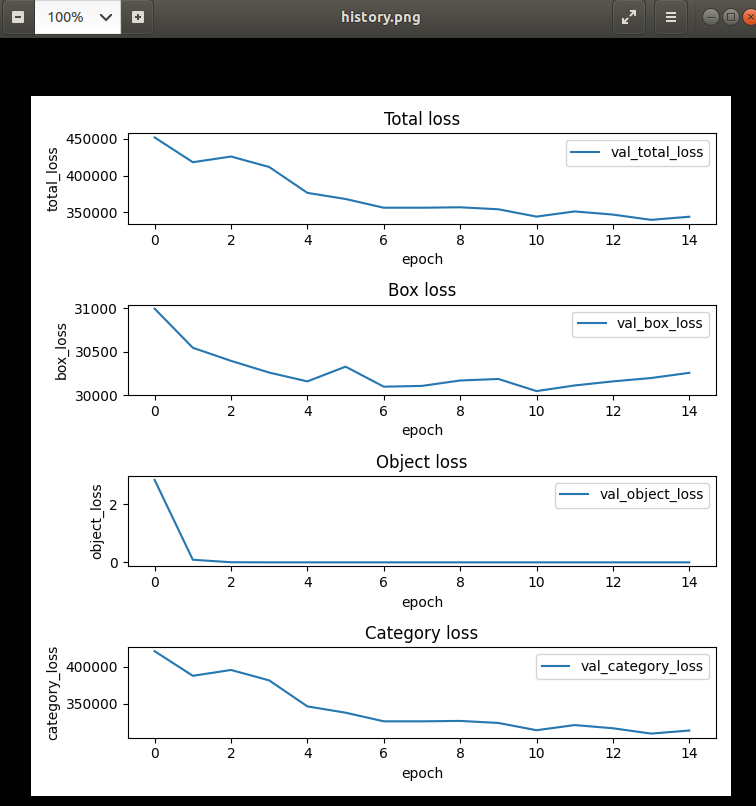 100% history.png
Total loss
450000
400000
350000
total_loss
val_total_loss
0 2 4 6 8 10 12 14
epoch
Box loss
31000
30500
30000
box_loss
val_box_loss
0 2 4 6 8 10 12 14
epoch
Object loss
2
0
object_loss
val_object_loss
0 2 4 6 8 10 12 14
epoch
Category loss
400000
350000
category_loss
val_category_loss
0 2 4 6 8 10 12 14
epoch